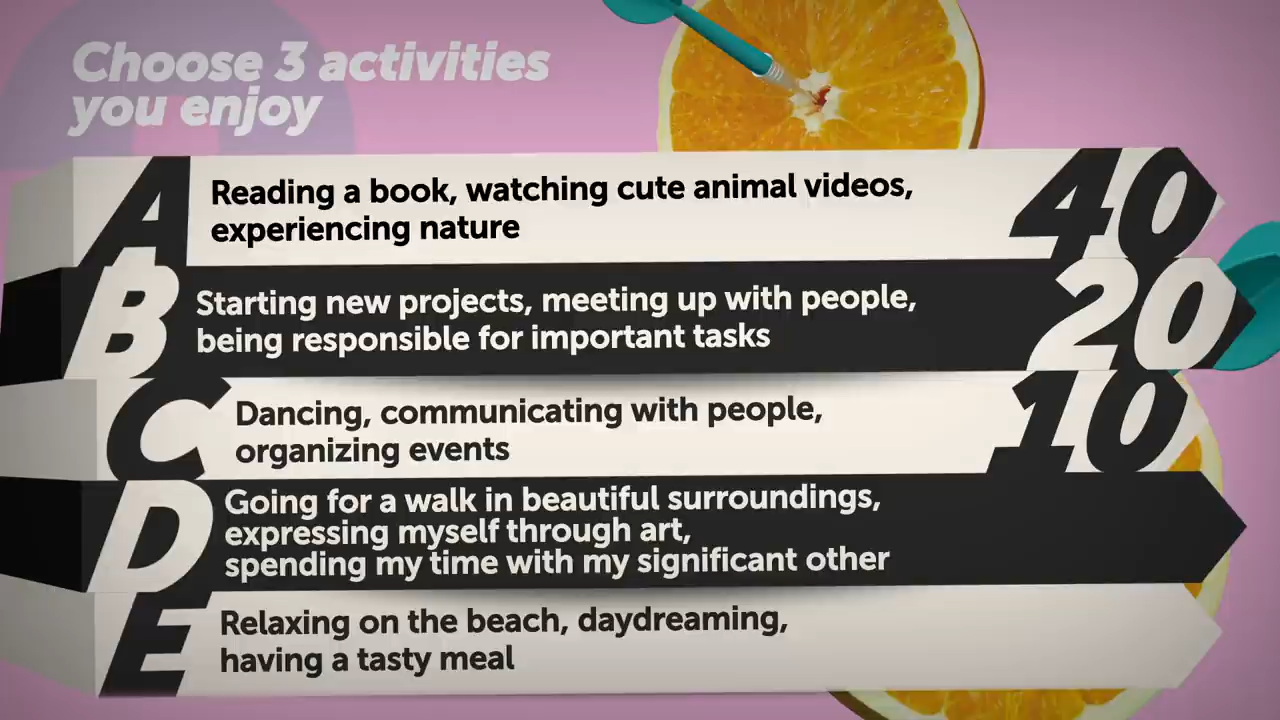 Choose 3 activities
you enjoy
A
Reading a book, watching cute animal videos,
experiencing nature
40
B
Starting new projects, meeting up with people,
being responsible for important tasks
20
C
Dancing, communicating with people,
organizing events
10
D
Going for a walk in beautiful surroundings,
expressing myself through art,
spending my time with my significant other
E
Relaxing on the beach, daydreaming,
having a tasty meal